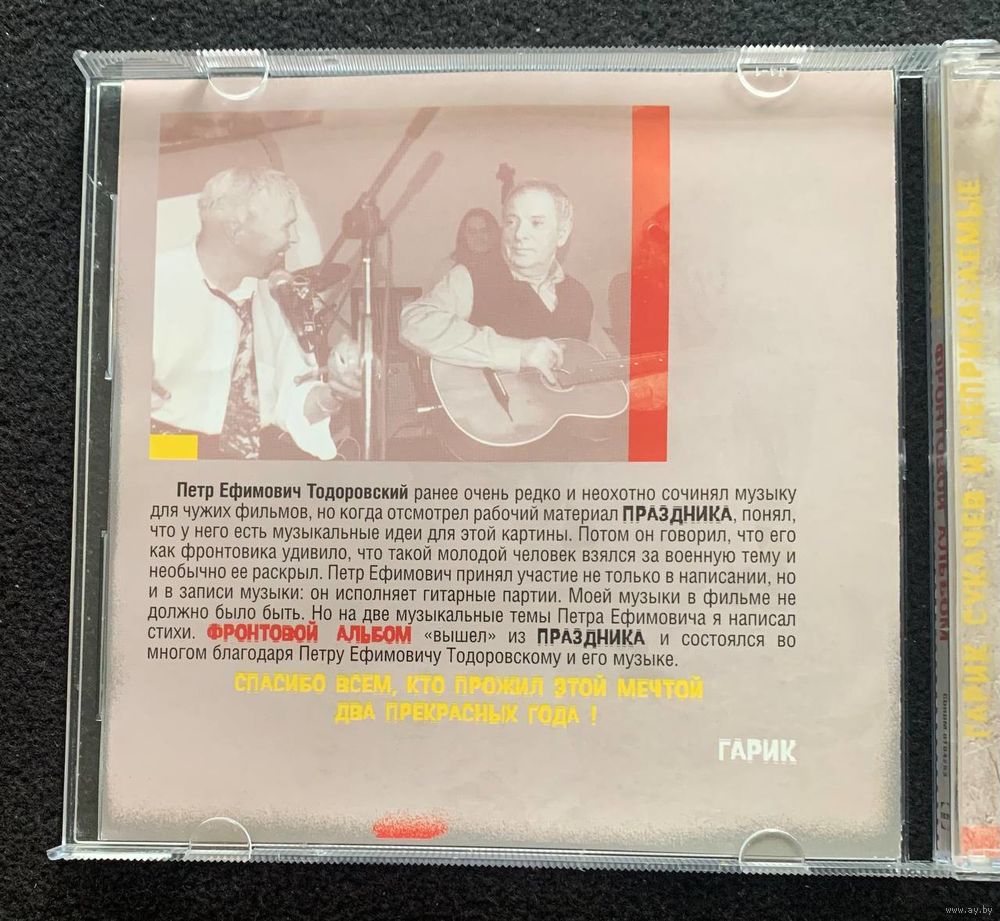 Петр Ефимович Тодоровский ранее очень редко и неохотно сочинял музыку
для чужих фильмов, но когда отсмотрел рабочий материал ПРАЗДНИКА, понял,
что у него есть музыкальные идеи для этой картины. Потом он говорил, что его
как фронтовика удивило, что такой молодой человек взялся за военную тему и
необычно ее раскрыл. Петр Ефимович принял участие не только в написании, но
и в записи музыки: он исполняет гитарные партии. Моей музыки в фильме не
должно было быть. Но на две музыкальные темы Петра Ефимовича я написал
стихи. ФРОНТОВОЙ АЛЬБОМ «вышел» из ПРАЗДНИКА и состоялся во
многом благодаря Петру Ефимовичу Тодоровскому и его музыке.
СПАСИБО ВСЕМ, КТО ПРОЖИЛ ЭТОЙ МЕЧТОЙ
ДВА ПРЕКРАСНЫХ ГОДА !
ГАРИК
ФРОНТОВОЙ АЛЬБОМ
ГАРИК СУКАЧЕВ И НЕПРИКАСАЕМЫЕ
www.ay.by